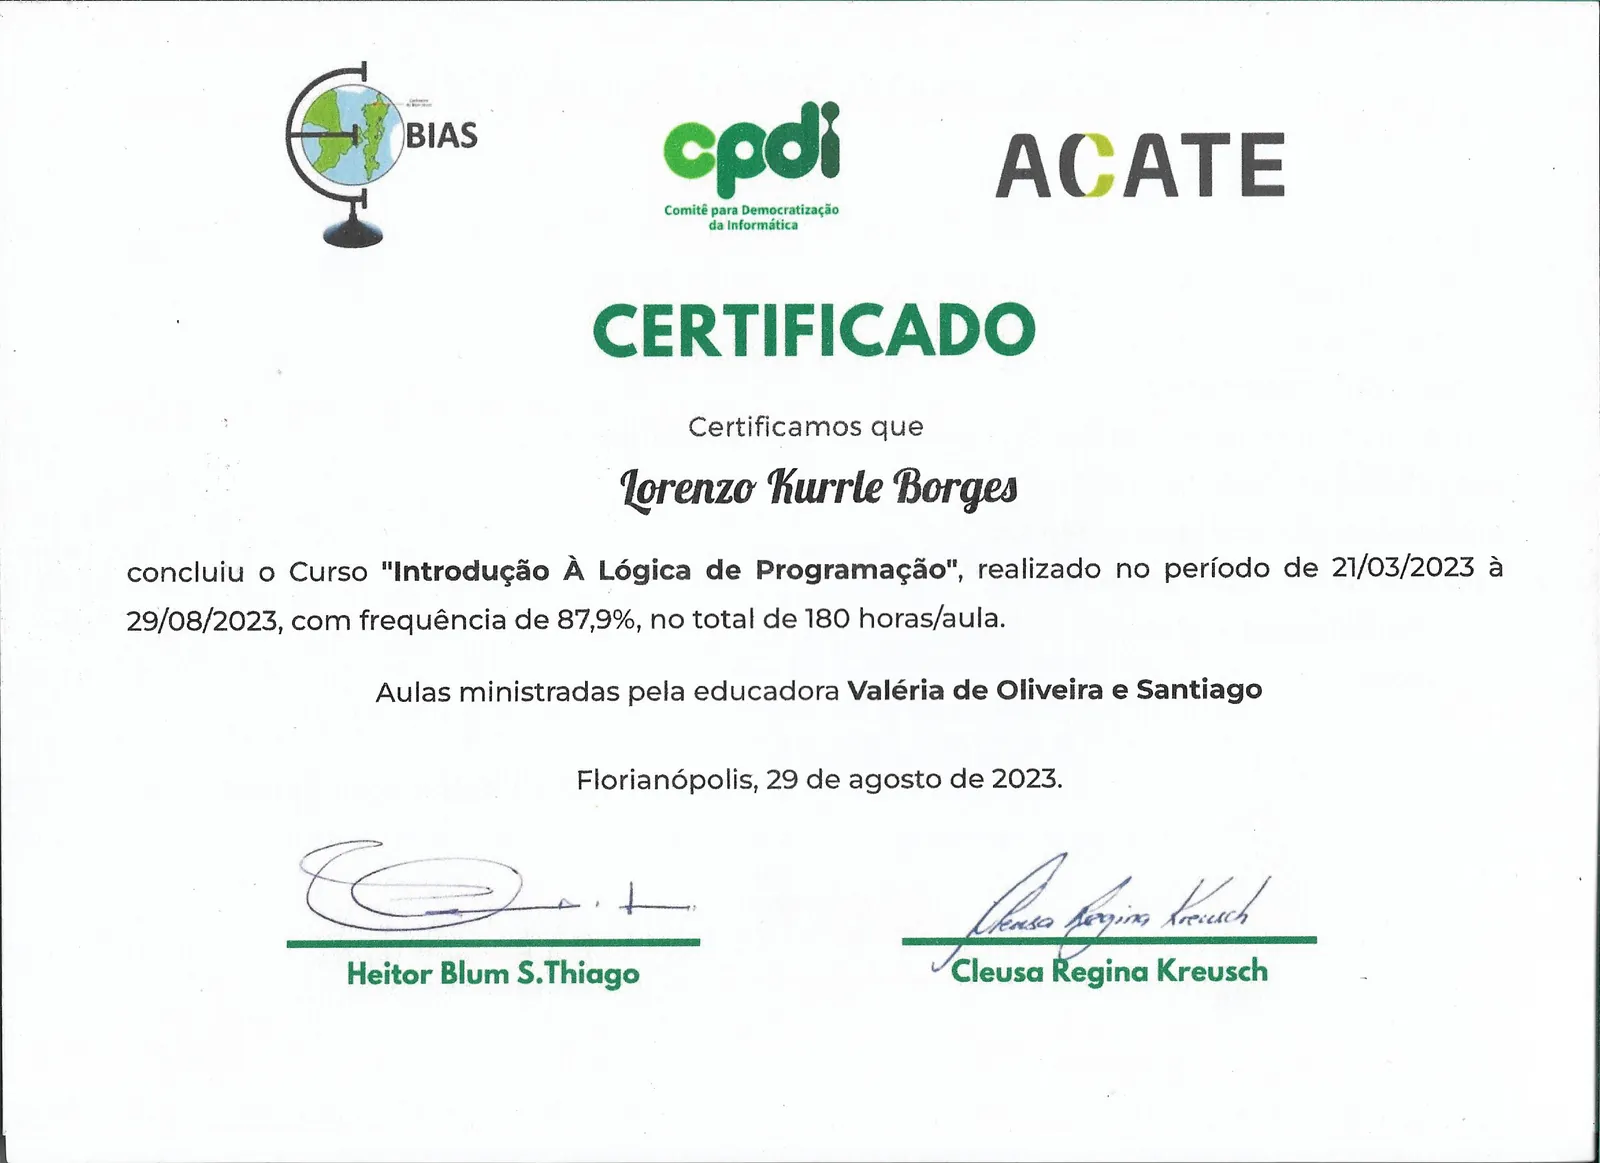 BIAS
cpdi
Comitê para Democratização
da Informática
ACATE
CERTIFICADO
Certificamos que
Lorenzo Kurrle Borges
concluiu o Curso "Introdução À Lógica de Programação", realizado no período de 21/03/2023 à
29/08/2023, com frequência de 87,9%, no total de 180 horas/aula.
Aulas ministradas pela educadora Valéria de Oliveira e Santiago
Florianópolis, 29 de agosto de 2023.
Cleusa Regina Kreusch
Heitor Blum S.Thiago
Cleusa Regina Kreusch